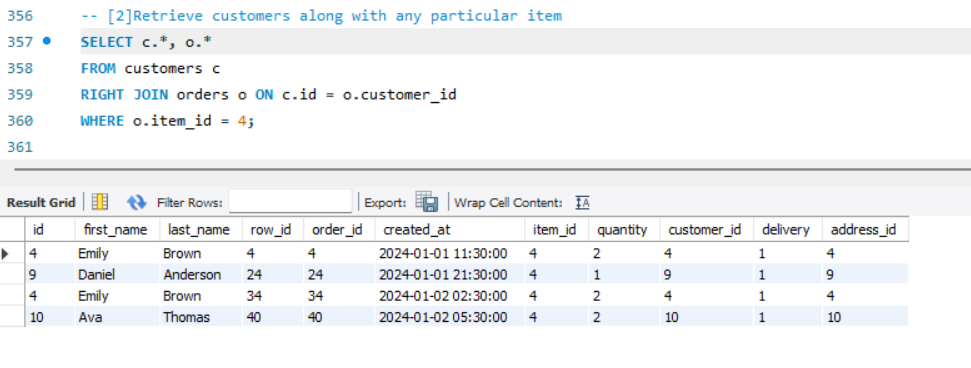 356 -- [2]Retrieve customers along with any particular item
357 SELECT c.*, o.*
358 FROM customers c
359 RIGHT JOIN orders o ON c.id = o.customer_id
360 WHERE o.item_id = 4;
361
Result Grid Filter Rows: Export: Wrap Cell Content:
id first_name last_name row_id order_id created_at item_id quantity customer_id delivery address_id
4 Emily Brown 4 4 2024-01-01 11:30:00 4 2 4 1 4
9 Daniel Anderson 24 24 2024-01-01 21:30:00 4 1 9 1 9
4 Emily Brown 34 34 2024-01-02 02:30:00 4 2 4 1 4
10 Ava Thomas 40 40 2024-01-02 05:30:00 4 2 10 1 10